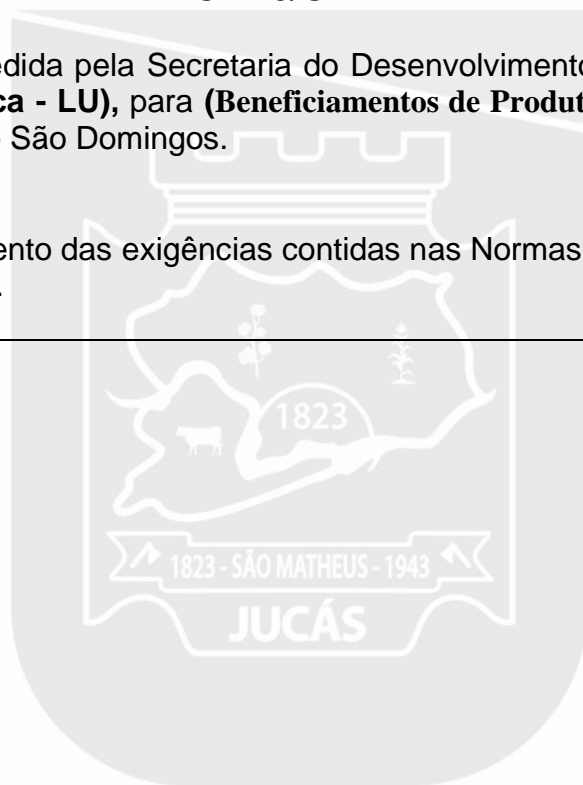 edida pela Secretaria do Desenvolvimento
ca - LU), para (Beneficiamentos de Produt
São Domingos.
ento das exigências contidas nas Normas
.
1823
1823 - SÃO MATHEUS - 1943
JUCÁS